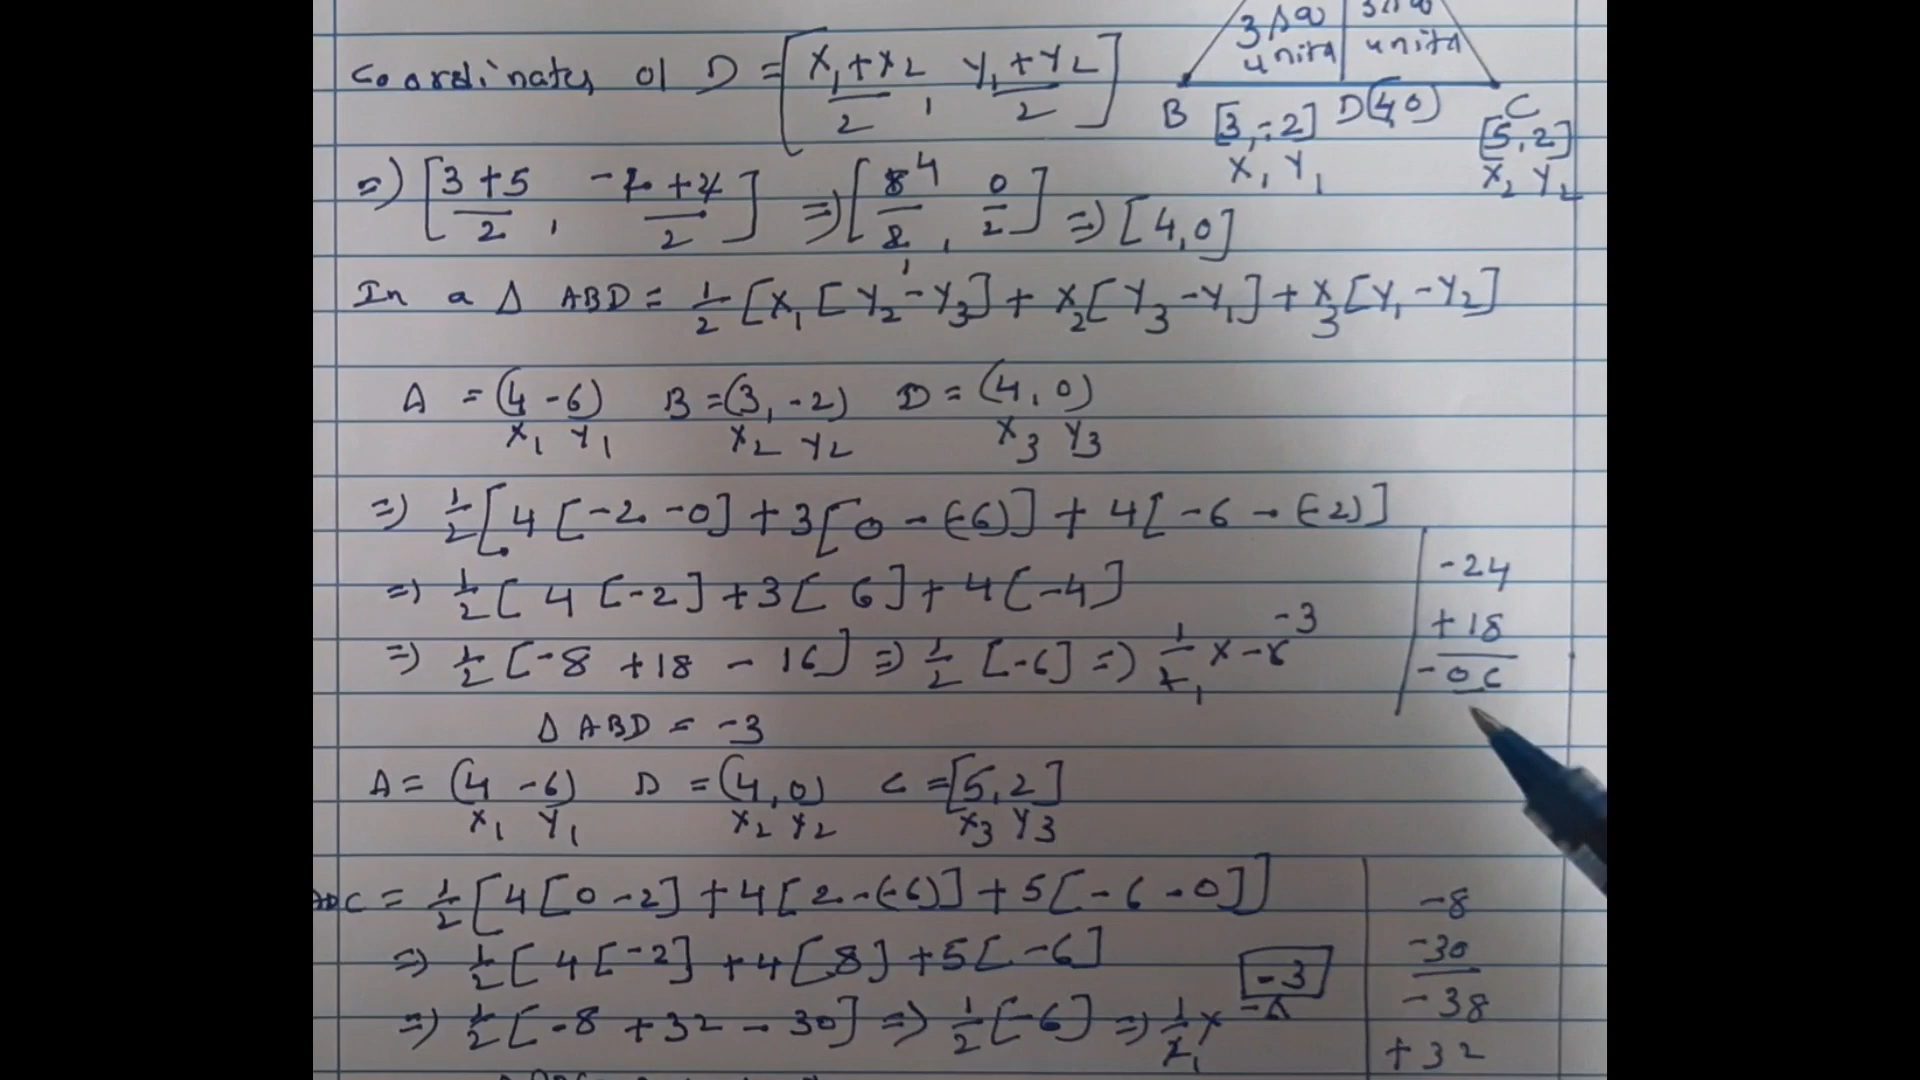 3 sq
units
3 sq
units
Coordinates of D = [x₁+x₂/2, y₁+y₂/2]
B [3,-2] D(4,0) C [5,2]
x₁ y₁ x₂ y₂
=) [3+5/2, -2+2/2] =) [8/2 4/1, 0/2] =) [4,0]
In a Δ ABD = 1/2 [x₁[y₂-y₃] + x₂[y₃-y₁] + x₃[y₁-y₂]
A = (4 -6) B = (3, -2) D = (4, 0)
x₁ y₁ x₂ y₂ x₃ y₃
=) 1/2 [4[-2-0] + 3[0-(-6)] + 4[-6-(-2)]
=) 1/2 [4[-2] + 3[6] + 4[-4]
=) 1/2 [-8 +18 - 16] =) 1/2 [-6] =) 1/2 x -6 -3
-24
+18
-06
Δ ABD = -3
A = (4 -6) D = (4,0) C = [5,2]
x₁ y₁ x₂ y₂ x₃ y₃
ADC = 1/2 [4[0-2] + 4[2-(-6)] + 5[-6-0]]
=) 1/2 [4[-2] + 4[8] + 5[-6]
=) 1/2 [-8 +32 - 30] =) 1/2 [-6] =) 1/2 x -6 -3
-8
-30
-38
+32